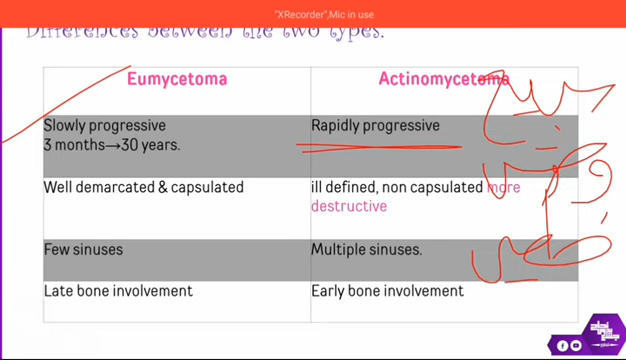 "XRecorder",Mic in use
Differences between the two types:
Eumycetoma
Actinomycetoma
Slowly progressive
3 months→30 years.
Rapidly progressive
Well demarcated & capsulated
ill defined, non capsulated more
destructive
Few sinuses
Multiple sinuses.
Late bone involvement
Early bone involvement